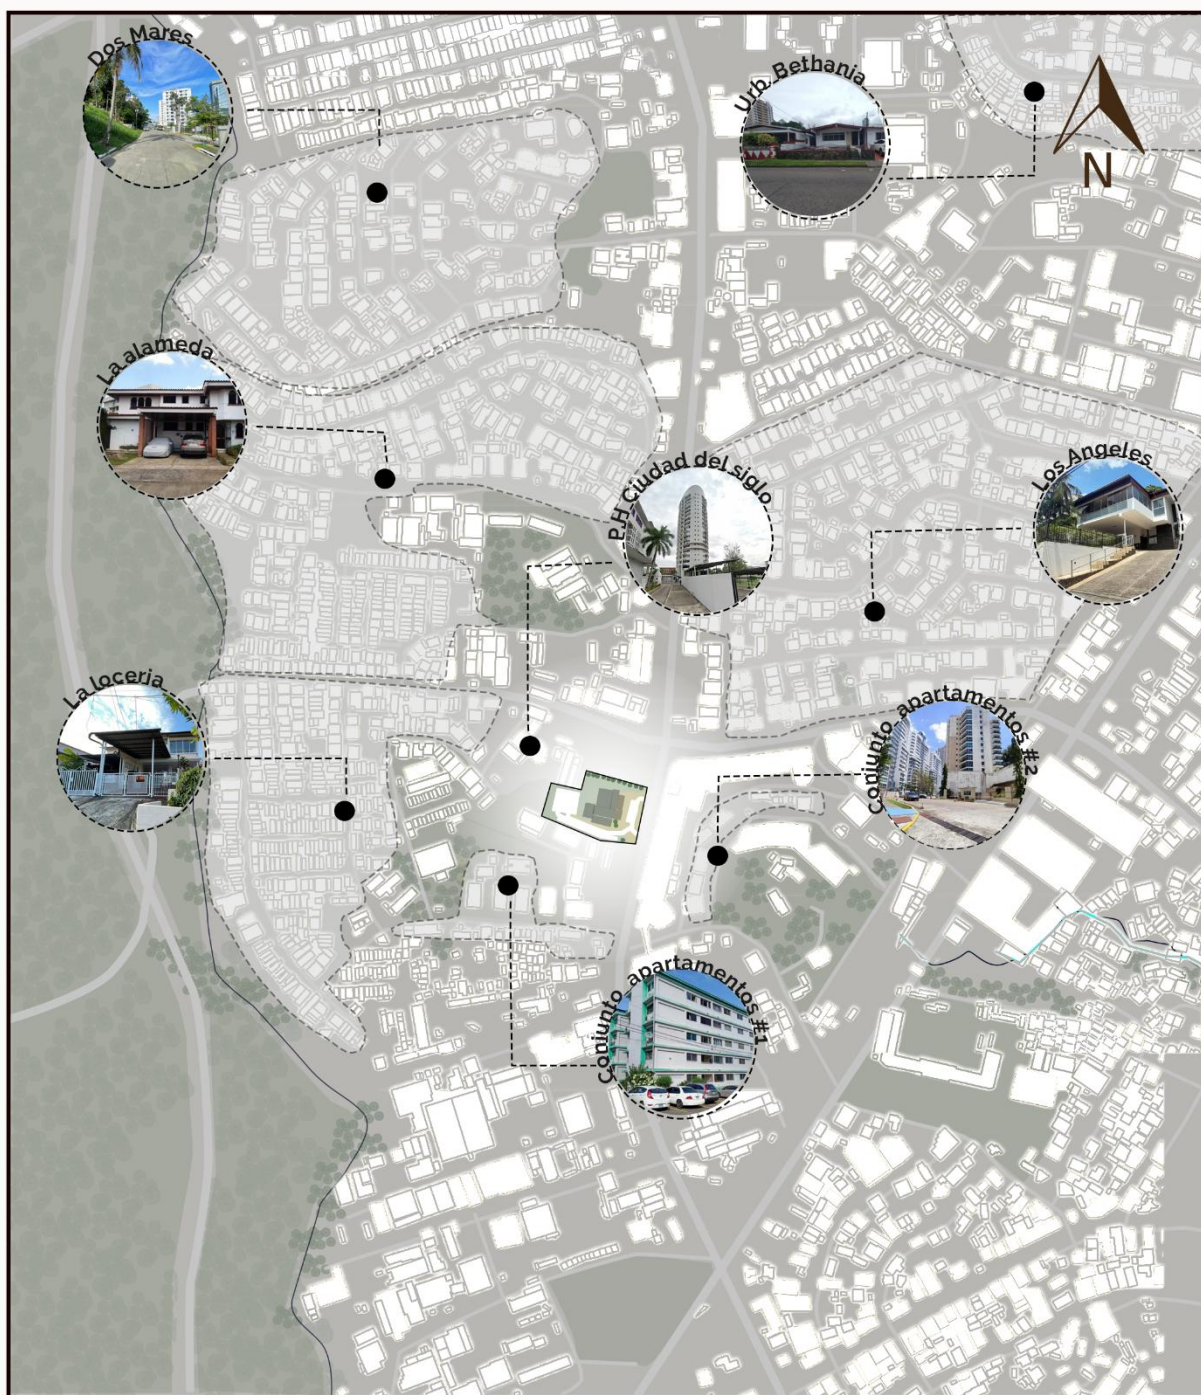 Dos Mares
Urb. Bethania
N
La alameda
P.H Ciudad del siglo
Los Angeles
La loceria
Conjunto apartamentos #2
Conjunto apartamentos #1